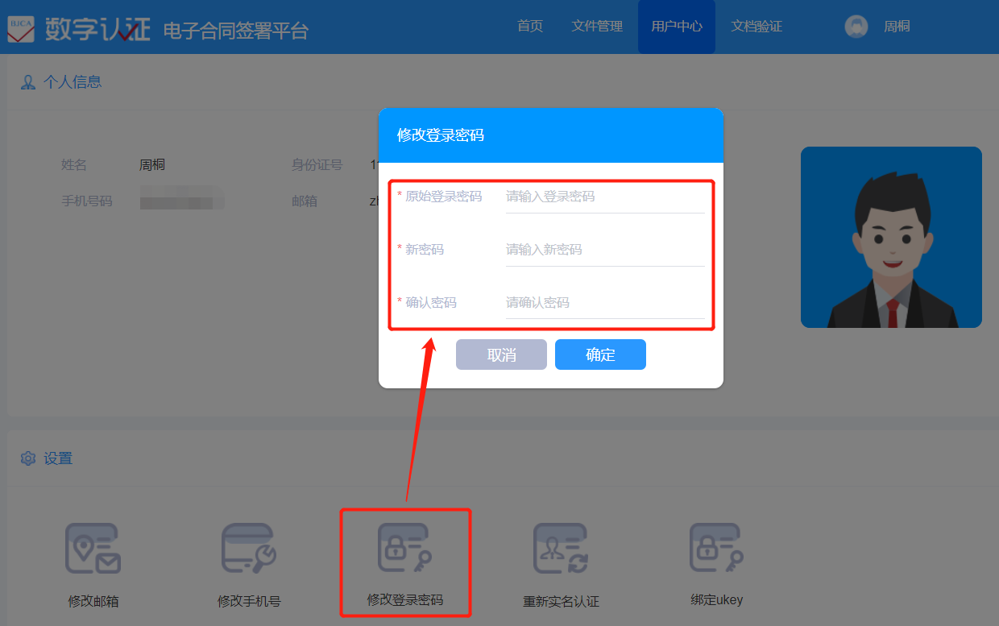 BJCA 数字认证 电子合同签署平台 首页 文件管理 用户中心 文档验证 周桐
个人信息
修改登录密码
姓名 周桐 身份证号
* 原始登录密码 请输入登录密码
手机号码 邮箱
* 新密码 请输入新密码
* 确认密码 请确认密码
取消 确定
设置
修改邮箱 修改手机号 修改登录密码 重新实名认证 绑定ukey